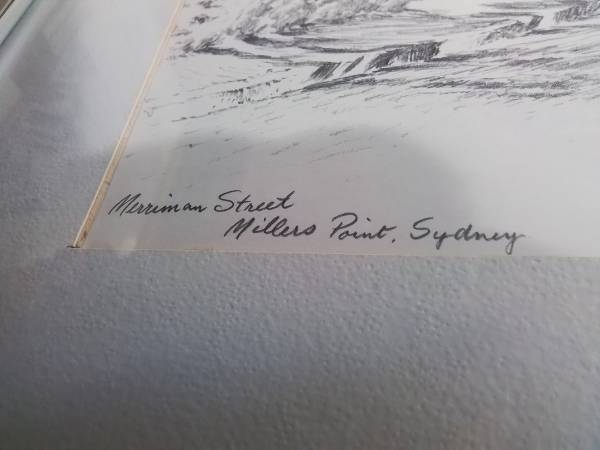 Merriman Street
Millers Point, Sydney